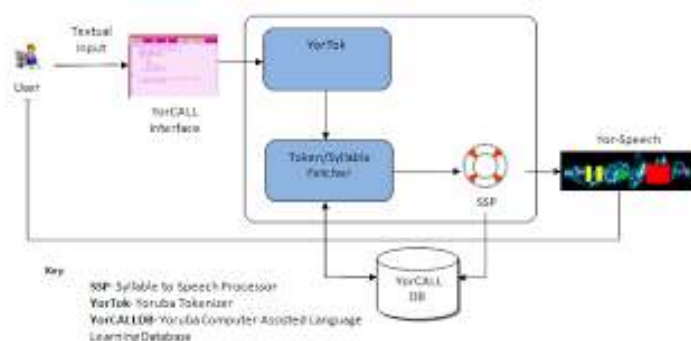 Textual
Input
User
YorCALL
Interface
YorTok
Token/Syllable
Fetcher
SSP
Yor-Speech
YorCALL
DB
Key
SSP- Syllable to Speech Processor
YorTok- Yoruba Tokenizer
YorCALLDB- Yoruba Computer Assisted Language
Learning Database